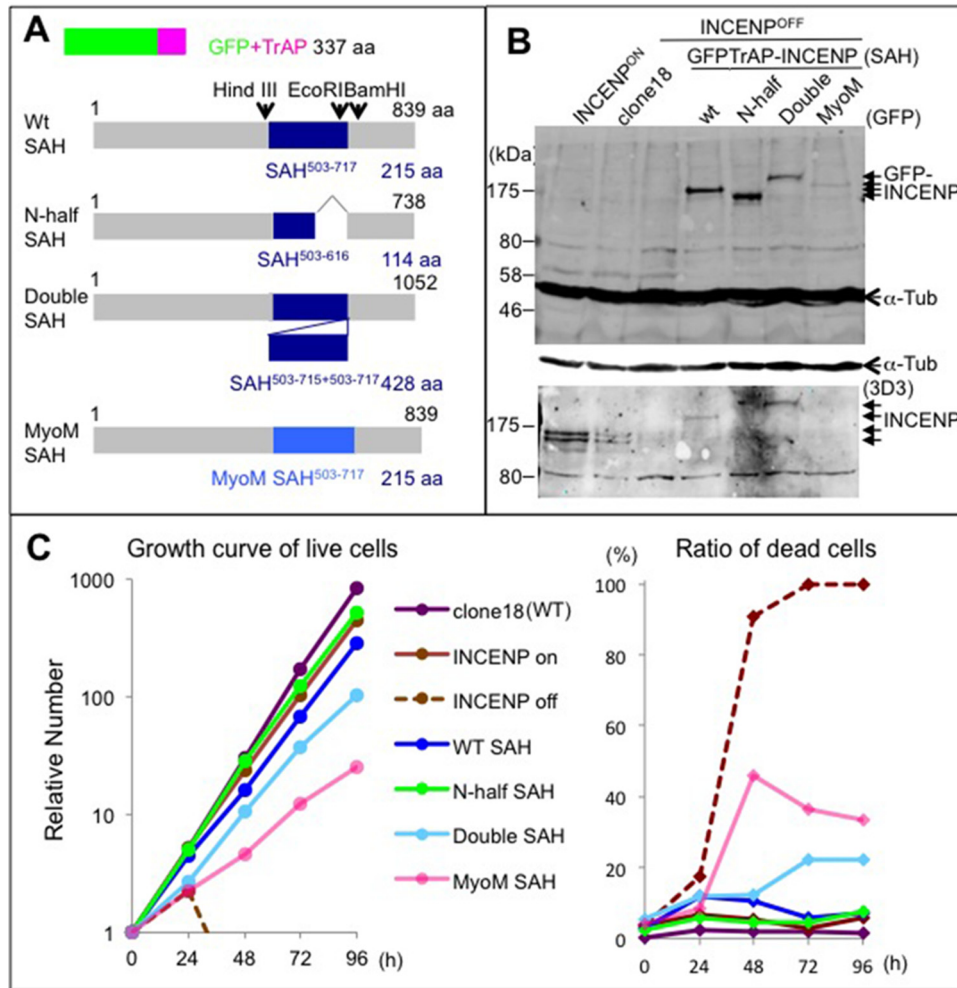 A
GFP+TrAP 337 aa
Hind III EcoRIBamHI
1 839 aa
Wt
SAH
SAH503-717 215 aa
1 738
N-half
SAH
SAH503-616 114 aa
1 1052
Double
SAH
SAH503-715+503-717 428 aa
1 839
MyoM
SAH
MyoM SAH503-717 215 aa
B
INCENPOFF
GFPTrAP-INCENP (SAH)
INCENPON
clone18
wt
N-half
Double
MyoM
(GFP)
(kDa)
GFP-
INCENP
175
80
58
46
α-Tub
α-Tub
(3D3)
INCENP
175
80
C
Growth curve of live cells
Relative Number
1000
100
10
1
0 24 48 72 96 (h)
clone18(WT)
INCENP on
INCENP off
WT SAH
N-half SAH
Double SAH
MyoM SAH
Ratio of dead cells
(%)
100
80
60
40
20
0
0 24 48 72 96 (h)